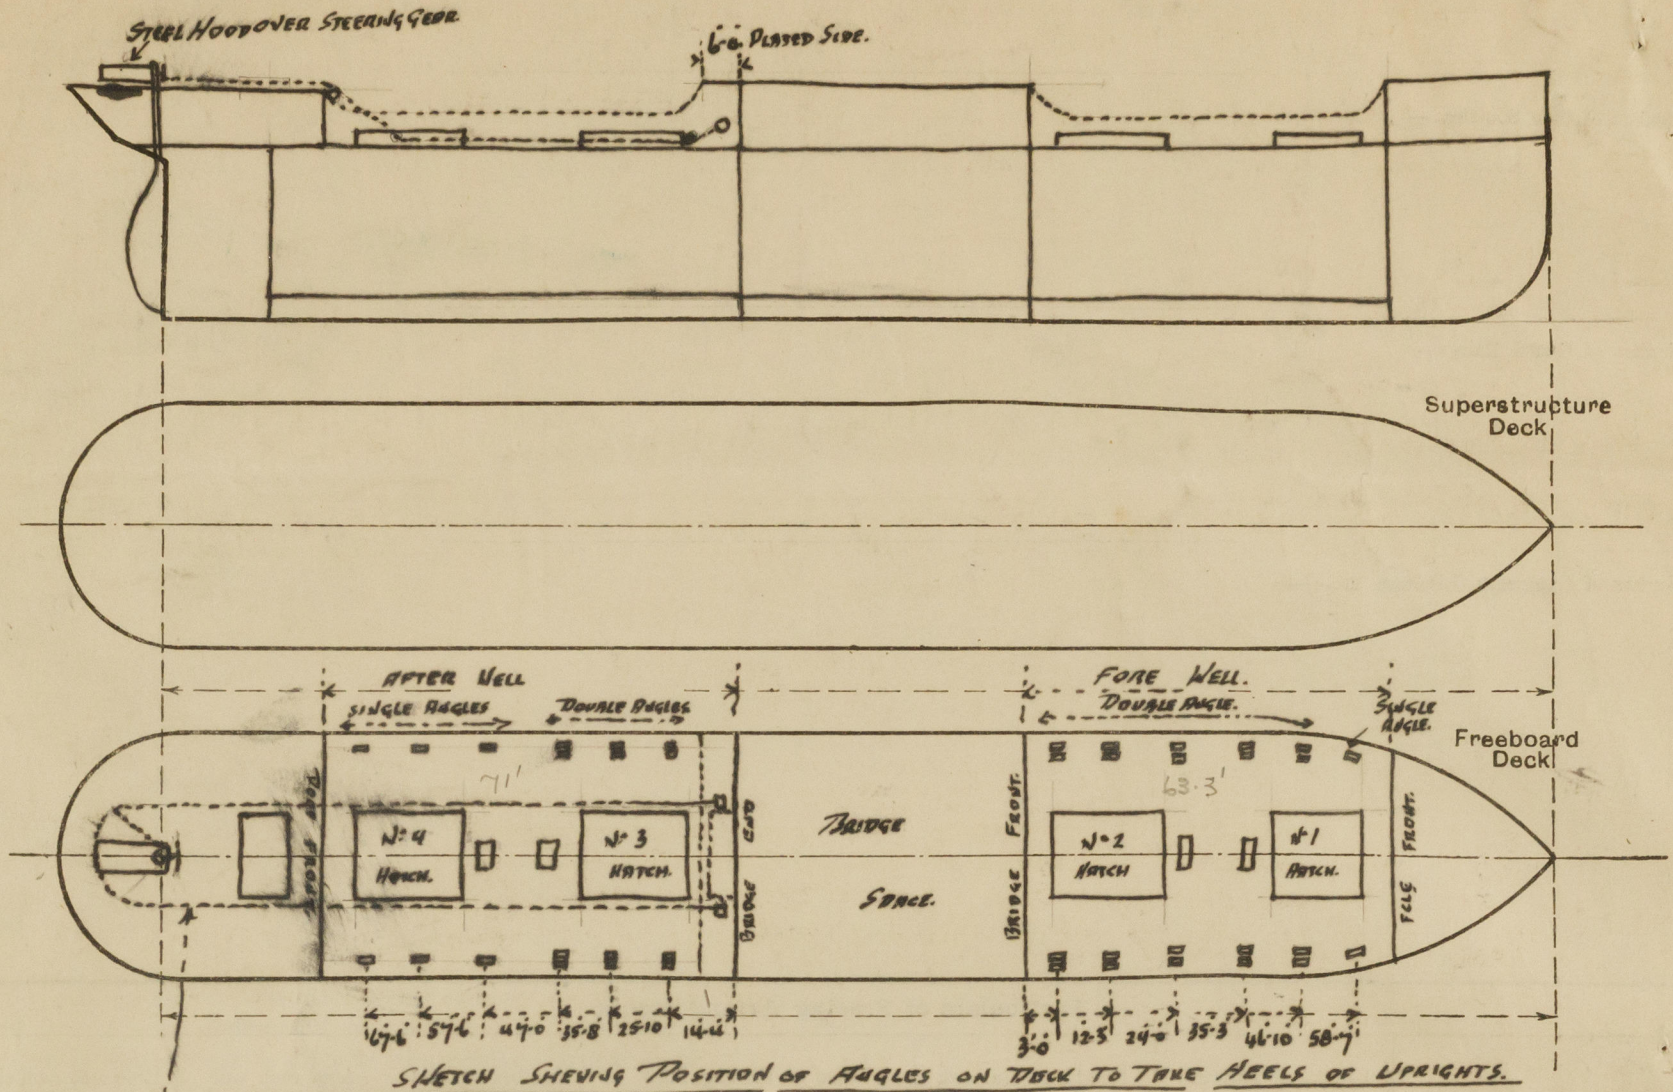 STEEL HOOD OVER STEERING GEAR.
6-0 PLATED SIDE.
Superstructure
Deck
AFTER WELL
FORE WELL.
SINGLE ANGLES
DOUBLE ANGLES
DOUBLE ANGLE.
SINGLE
ANGLE.
Freeboard
Deck
71'
63·3'
POOP FRONT
Nº 4
HATCH.
Nº 3
HATCH.
BRIDGE END
BRIDGE
SPACE.
BRIDGE FRONT.
Nº 2
HATCH
Nº 1
HATCH.
FCLE FRONT.
67-6 57-6 47-0 35-8 25-10 14-4
3-0 12-5 24-0 35-3 46-10 58-7
SKETCH SHEWING POSITION OF ANGLES ON DECK TO TAKE HEELS OF UPRIGHTS.